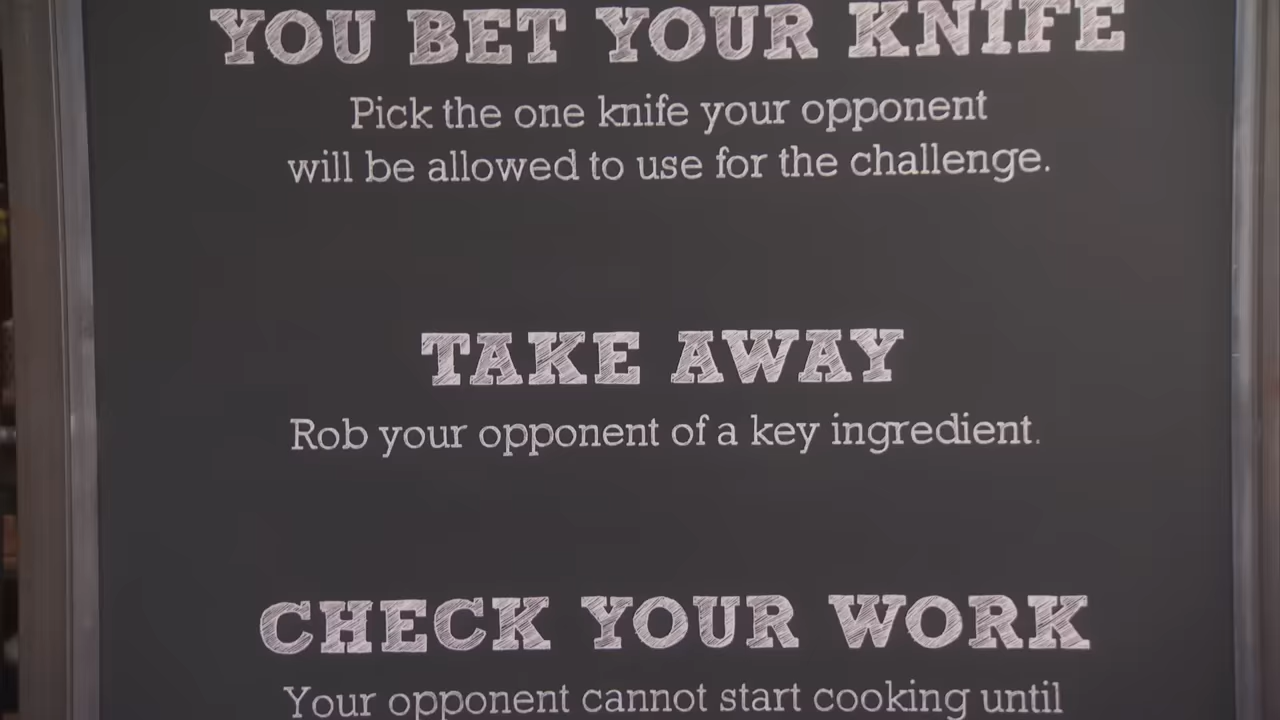 YOU BET YOUR KNIFE
Pick the one knife your opponent
will be allowed to use for the challenge.
TAKE AWAY
Rob your opponent of a key ingredient.
CHECK YOUR WORK
Your opponent cannot start cooking until